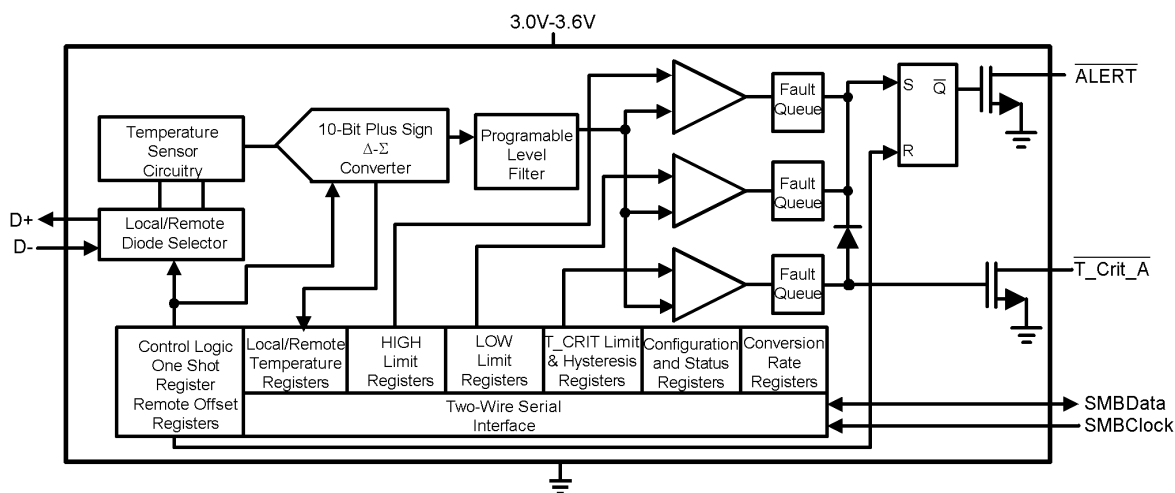 3.0V-3.6V
Temperature
Sensor
Circuitry
10-Bit Plus Sign
Δ-Σ
Converter
Programable
Level
Filter
Fault
Queue
S
Q
R
ALERT
D+
D-
Local/Remote
Diode Selector
Fault
Queue
Fault
Queue
T_Crit_A
Control Logic
One Shot
Register
Remote Offset
Registers
Local/Remote
Temperature
Registers
HIGH
Limit
Registers
LOW
Limit
Registers
T_CRIT Limit
& Hysteresis
Registers
Configuration
and Status
Registers
Conversion
Rate
Registers
Two-Wire Serial
Interface
SMBData
SMBClock